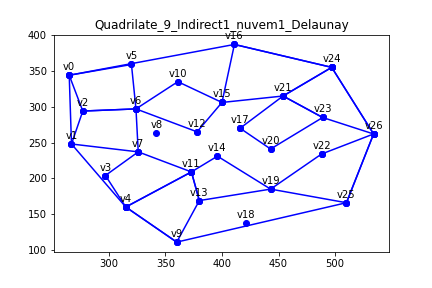 Quadrilate_9_Indirect1_nuvem1_Delaunay
400
350
300
250
200
150
100
300
350
400
450
500
v16
v5
v24
v0
v10
v21
v2
v6
v15
v23
v17
v12
v8
v26
v1
v7
v20
v14
v22
v3
v11
v19
v4
v13
v25
v18
v9